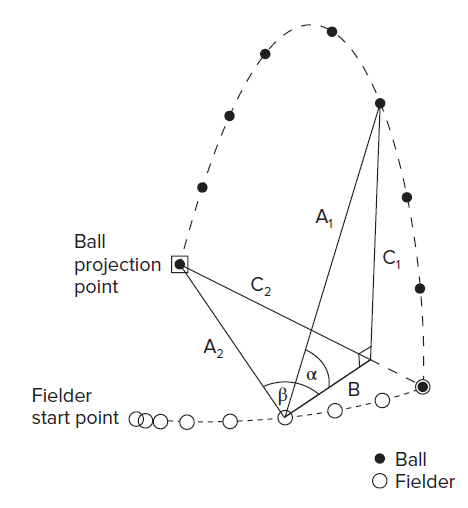 A₁
Ball
projection
point
C₂
C₁
A₂
α
β
B
Fielder
start point
Ball
Fielder